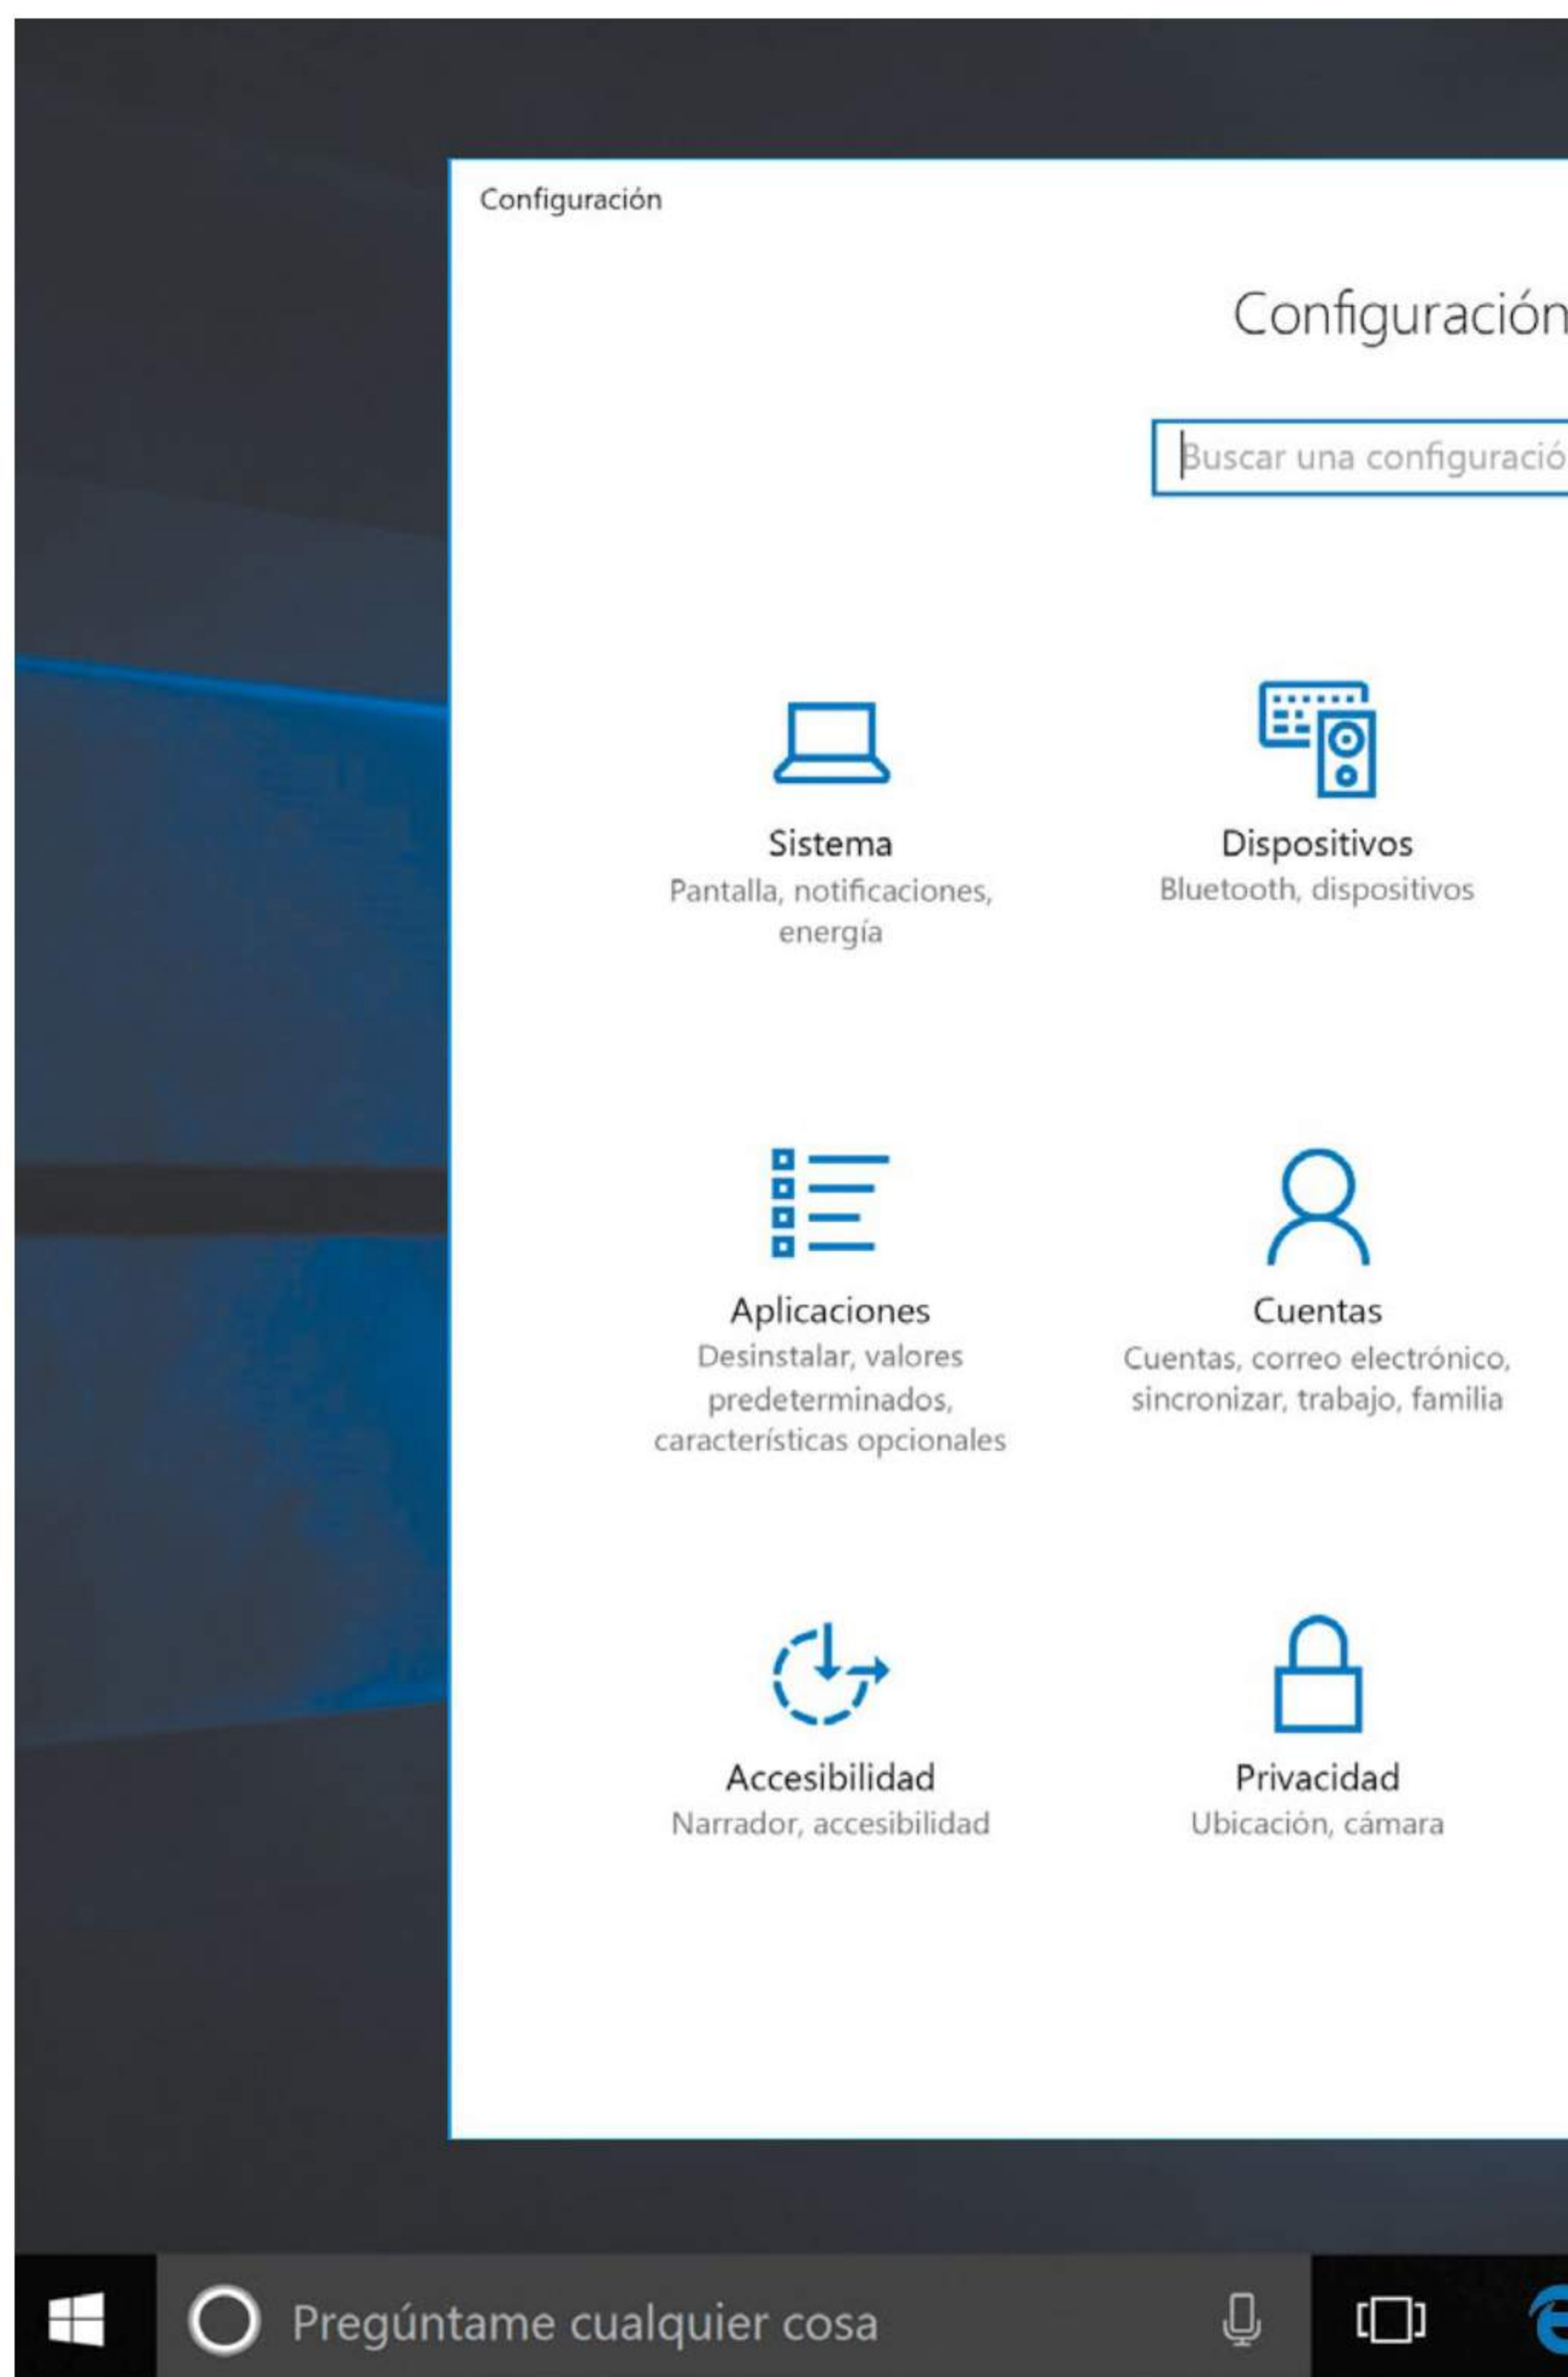 Configuración
Configuración
Buscar una configuració
Sistema
Pantalla, notificaciones,
energía
Dispositivos
Bluetooth, dispositivos
Aplicaciones
Desinstalar, valores
predeterminados,
características opcionales
Cuentas
Cuentas, correo electrónico,
sincronizar, trabajo, familia
Accesibilidad
Narrador, accesibilidad
Privacidad
Ubicación, cámara
Pregúntame cualquier cosa